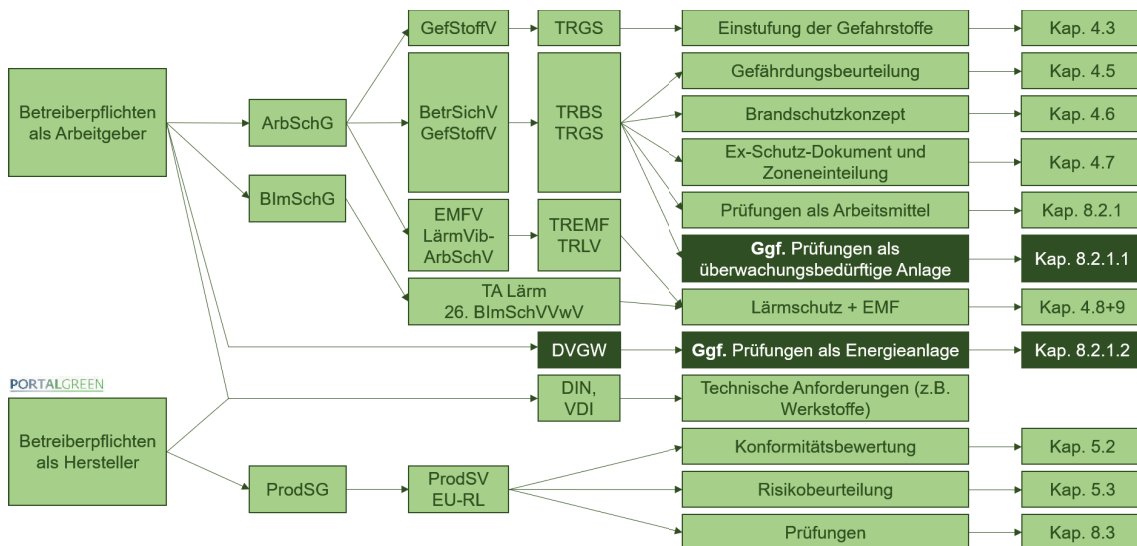 GefStoffV
TRGS
Einstufung der Gefahrstoffe
Kap. 4.3
Betreiberpflichten
als Arbeitgeber
ArbSchG
BetrSichV
GefStoffV
TRBS
TRGS
Gefährdungsbeurteilung
Kap. 4.5
Brandschutzkonzept
Kap. 4.6
Ex-Schutz-Dokument und
Zoneneinteilung
Kap. 4.7
BImSchG
Prüfungen als Arbeitsmittel
Kap. 8.2.1
EMFV
LärmVib-
ArbSchV
TREMF
TRLV
Ggf. Prüfungen als
überwachungsbedürftige Anlage
Kap. 8.2.1.1
TA Lärm
26. BImSchVVwV
Lärmschutz + EMF
Kap. 4.8+9
DVGW
Ggf. Prüfungen als Energieanlage
Kap. 8.2.1.2
PORTALGREEN
DIN,
VDI
Technische Anforderungen (z.B.
Werkstoffe)
Betreiberpflichten
als Hersteller
Konformitätsbewertung
Kap. 5.2
ProdSG
ProdSV
EU-RL
Risikobeurteilung
Kap. 5.3
Prüfungen
Kap. 8.3